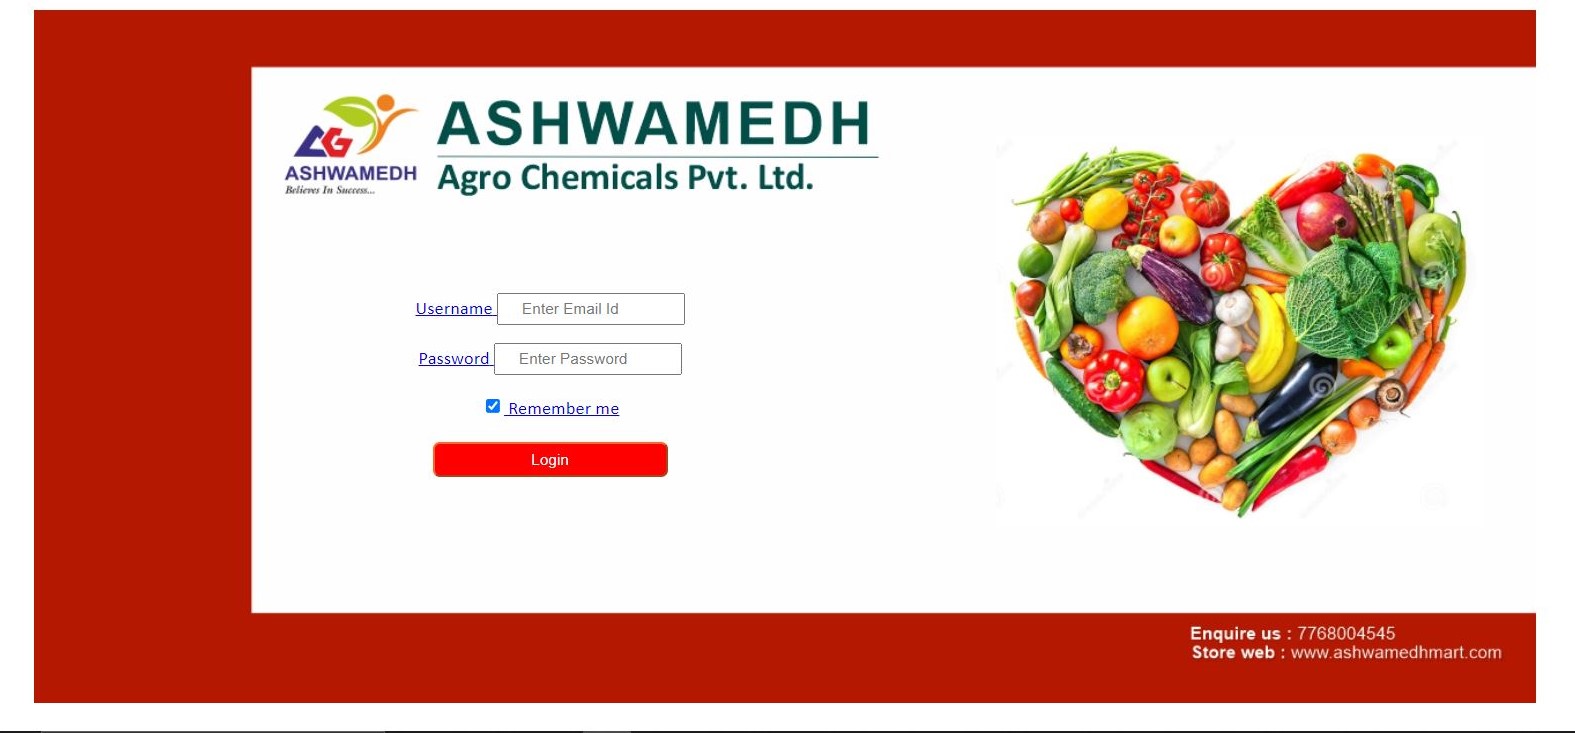 ASHWAMEDH
Agro Chemicals Pvt. Ltd.
AG
ASHWAMEDH
Believes In Success...
Username
Enter Email Id
Password
Enter Password
Remember me
Login
Enquire us : 7768004545
Store web : www.ashwamedhmart.com